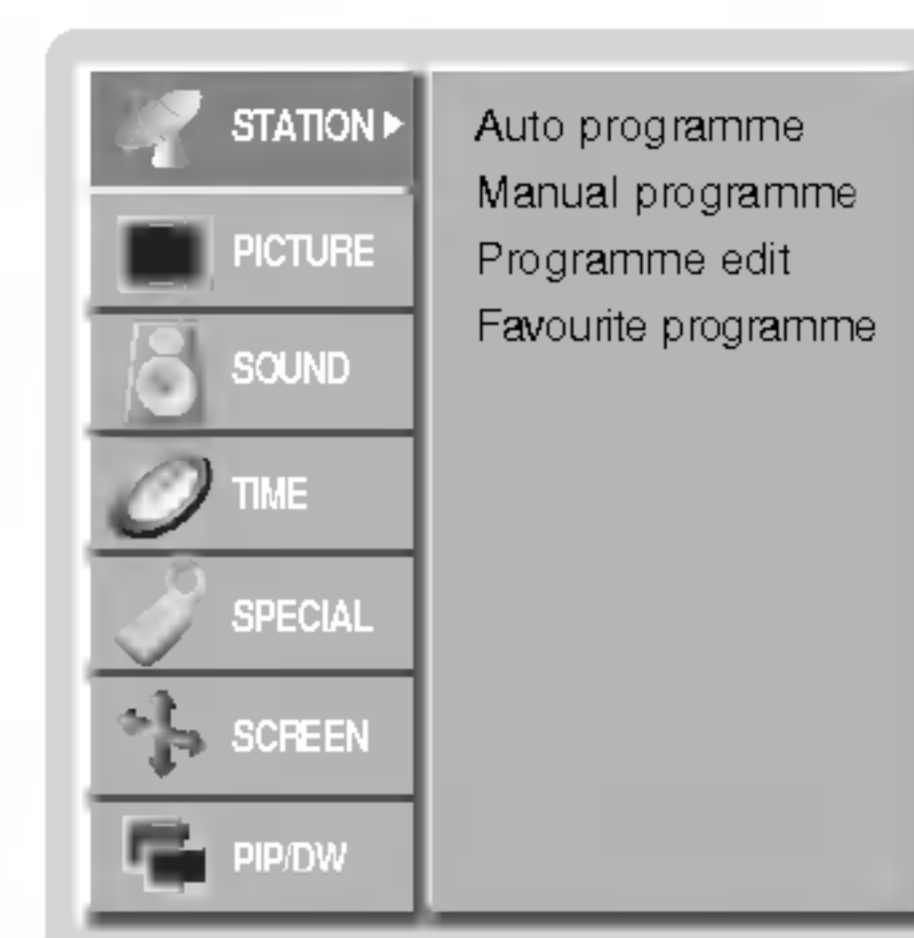 STATION
PICTURE
SOUND
TIME
SPECIAL
SCREEN
PIP/DW
Auto programme
Manual programme
Programme edit
Favourite programme